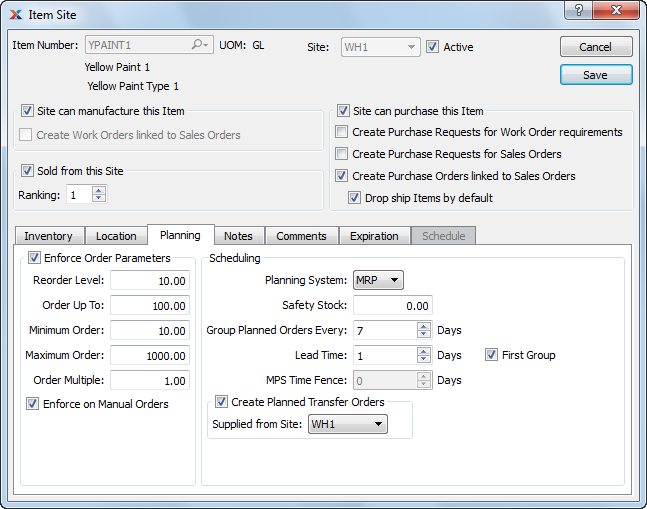 Item Site
Item Number: YPAINT1 UOM: GL Site: WH1 Active Cancel
Yellow Paint 1
Yellow Paint Type 1
Save
Site can manufacture this Item
Create Work Orders linked to Sales Orders
Sold from this Site
Ranking: 1
Site can purchase this Item
Create Purchase Requests for Work Order requirements
Create Purchase Requests for Sales Orders
Create Purchase Orders linked to Sales Orders
Drop ship Items by default
Inventory Location Planning Notes Comments Expiration Schedule
Enforce Order Parameters
Reorder Level: 10.00
Order Up To: 100.00
Minimum Order: 10.00
Maximum Order: 1000.00
Order Multiple: 1.00
Enforce on Manual Orders
Scheduling
Planning System: MRP
Safety Stock: 0.00
Group Planned Orders Every: 7 Days
Lead Time: 1 Days First Group
MPS Time Fence: 0 Days
Create Planned Transfer Orders
Supplied from Site: WH1